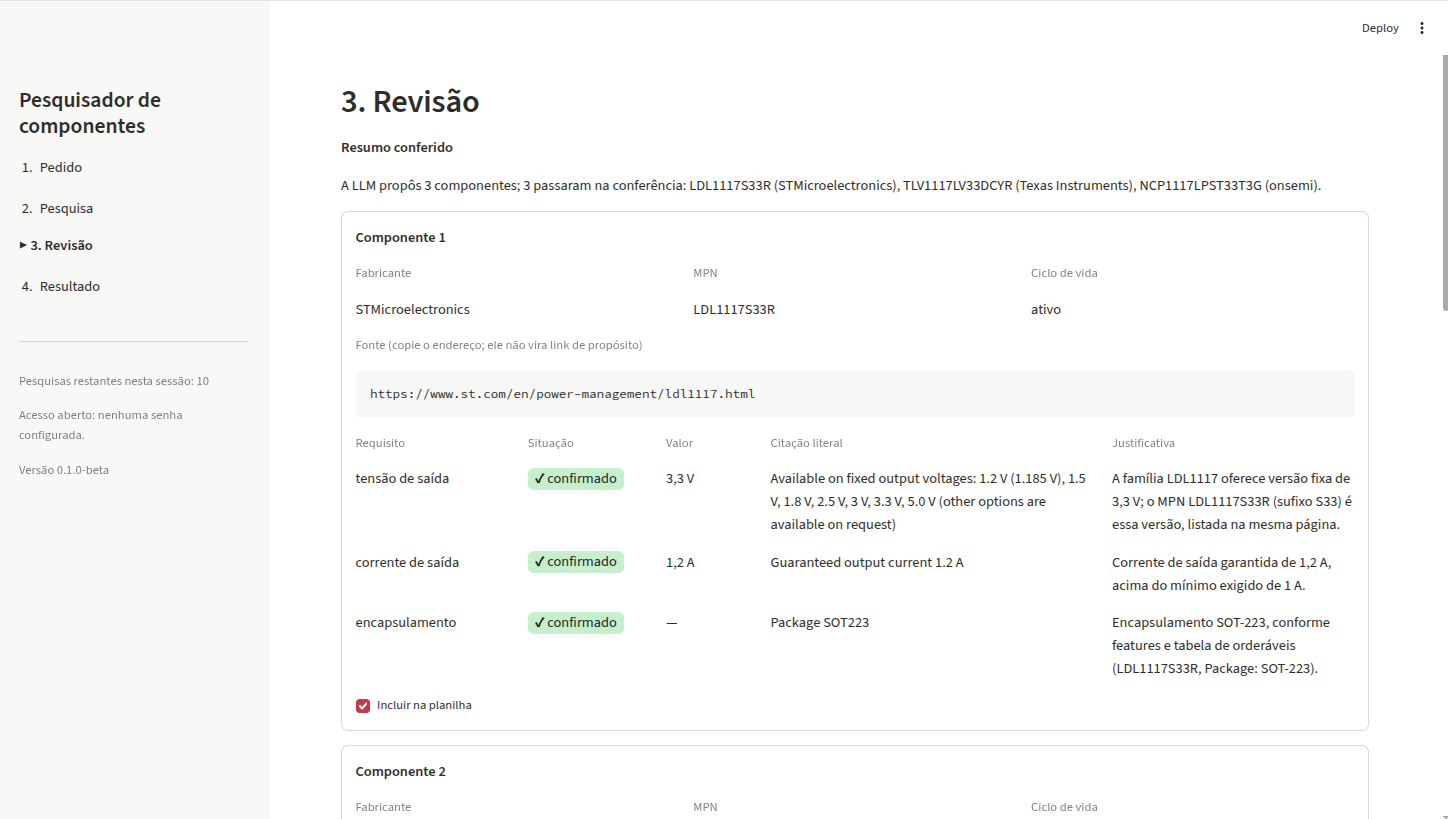 Deploy
Pesquisador de
componentes
1. Pedido
2. Pesquisa
▸ 3. Revisão
4. Resultado
Pesquisas restantes nesta sessão: 10
Acesso aberto: nenhuma senha
configurada.
Versão 0.1.0-beta
3. Revisão
Resumo conferido
A LLM propôs 3 componentes; 3 passaram na conferência: LDL1117S33R (STMicroelectronics), TLV1117LV33DCYR (Texas Instruments), NCP1117LPST33T3G (onsemi).
Componente 1
Fabricante MPN Ciclo de vida
STMicroelectronics LDL1117S33R ativo
Fonte (copie o endereço; ele não vira link de propósito)
https://www.st.com/en/power-management/ldl1117.html
Requisito Situação Valor Citação literal Justificativa
tensão de saída ✓ confirmado 3,3 V Available on fixed output voltages: 1.2 V (1.185 V), 1.5 A família LDL1117 oferece versão fixa de
V, 1.8 V, 2.5 V, 3 V, 3.3 V, 5.0 V (other options are 3,3 V; o MPN LDL1117S33R (sufixo S33) é
available on request) essa versão, listada na mesma página.
corrente de saída ✓ confirmado 1,2 A Guaranteed output current 1.2 A Corrente de saída garantida de 1,2 A,
acima do mínimo exigido de 1 A.
encapsulamento ✓ confirmado — Package SOT223 Encapsulamento SOT-223, conforme
features e tabela de orderáveis
(LDL1117S33R, Package: SOT-223).
Incluir na planilha
Componente 2
Fabricante MPN Ciclo de vida